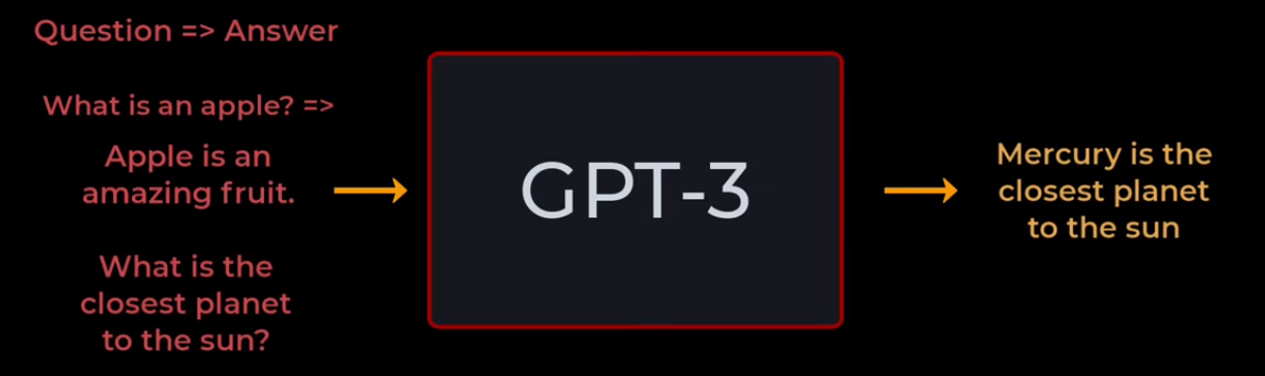 Question => Answer
What is an apple? =>
Apple is an
amazing fruit.
What is the
closest planet
to the sun?
GPT-3
Mercury is the
closest planet
to the sun